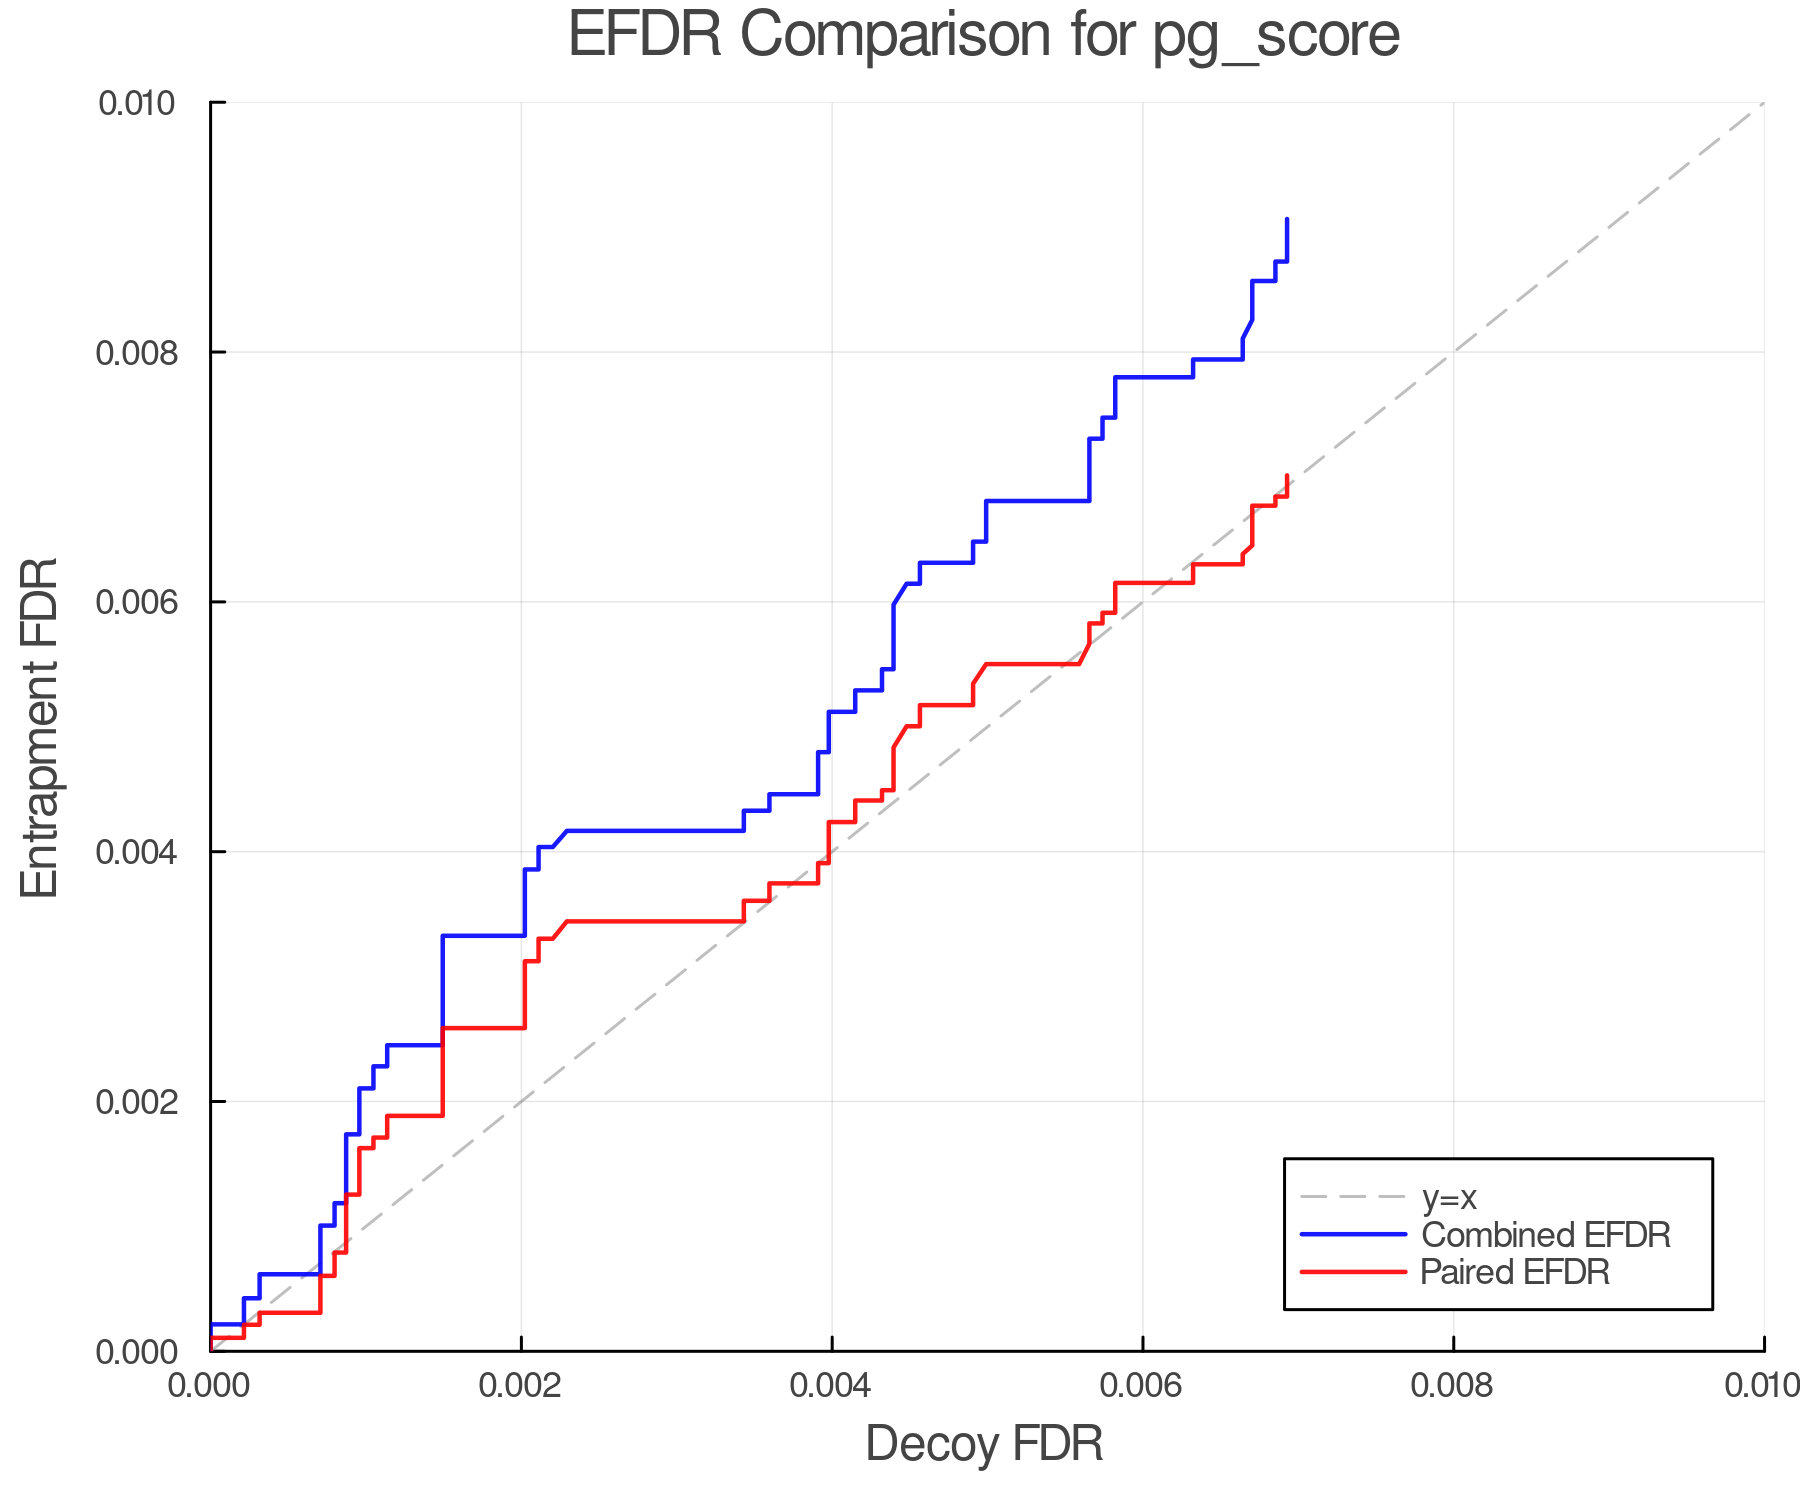 EFDR Comparison for pg_score
0.010
0.008
0.006
0.004
0.002
0.000
Entrapment FDR
y=x
Combined EFDR
Paired EFDR
0.000 0.002 0.004 0.006 0.008 0.010
Decoy FDR